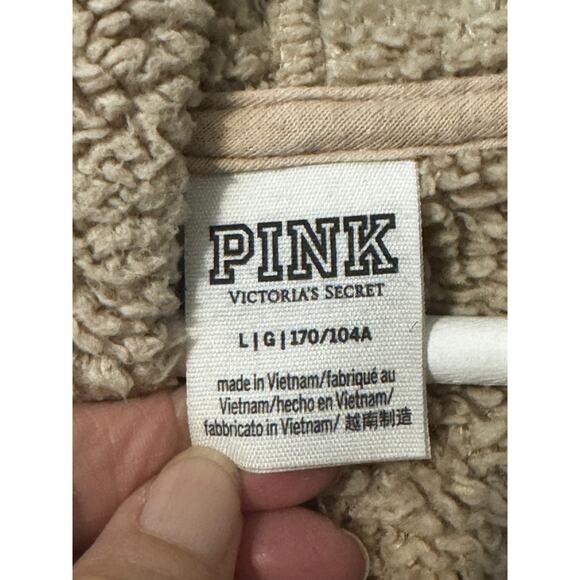 PINK
VICTORIA'S SECRET
L | G | 170/104A
made in Vietnam/fabriqué au
Vietnam/hecho en Vietnam/
fabbricato in Vietnam/ 越南制造